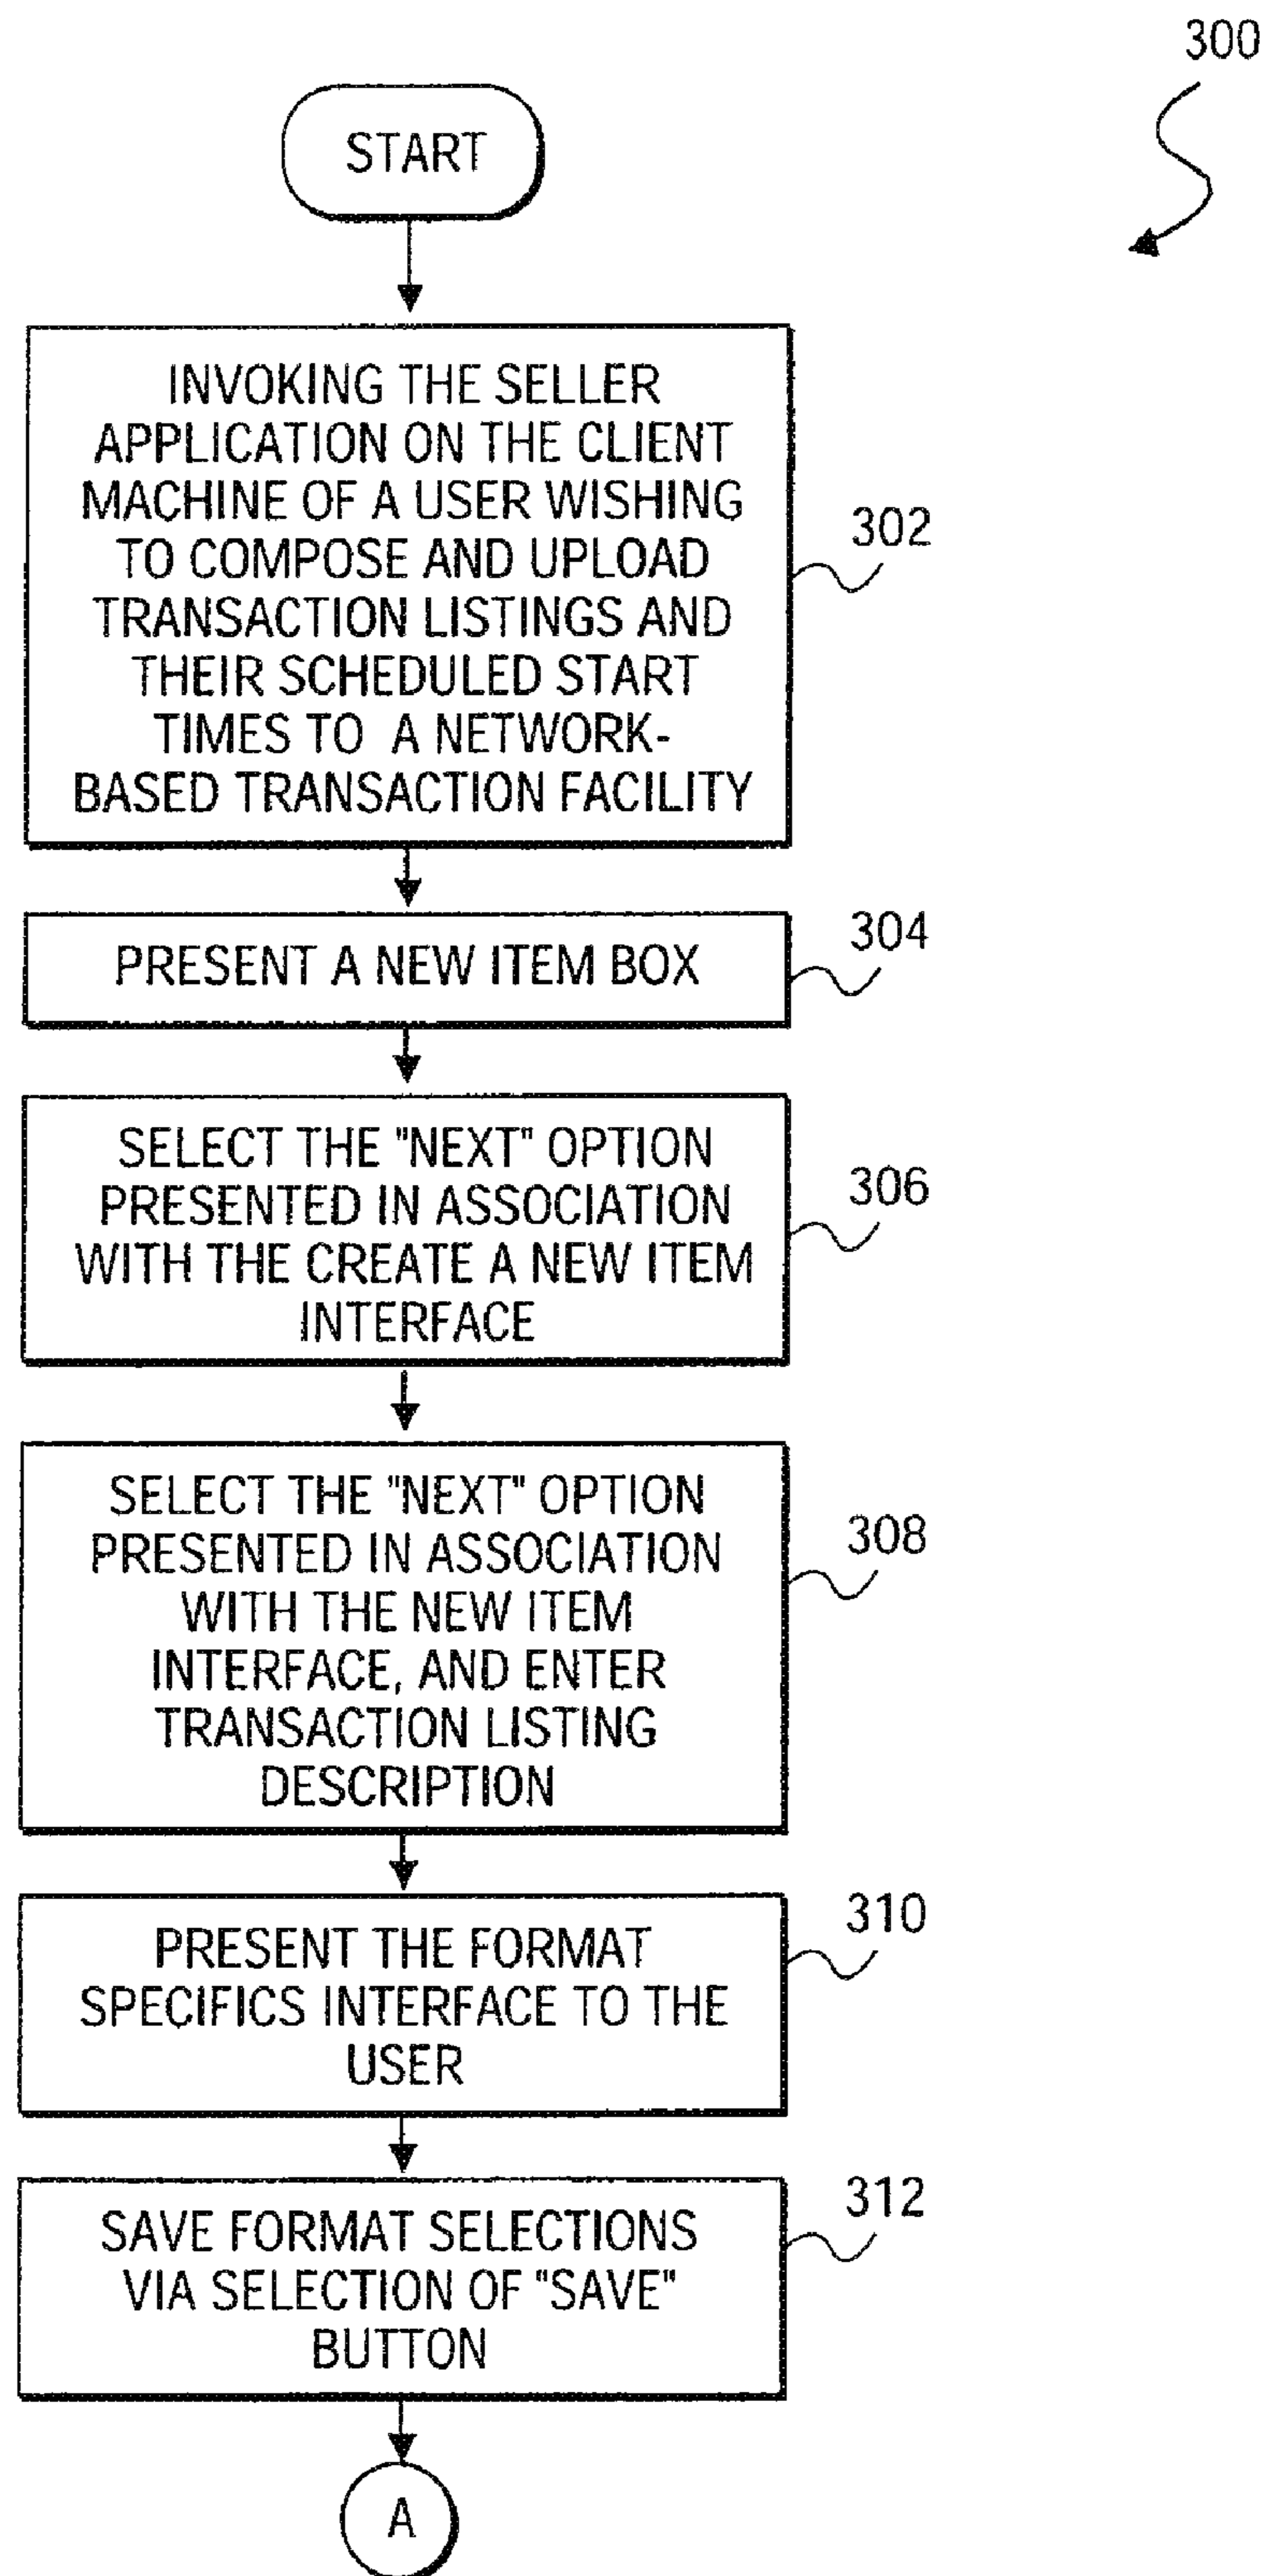 300
START
INVOKING THE SELLER
APPLICATION ON THE CLIENT
MACHINE OF A USER WISHING
TO COMPOSE AND UPLOAD
TRANSACTION LISTINGS AND
THEIR SCHEDULED START
TIMES TO A NETWORK-
BASED TRANSACTION FACILITY
302
PRESENT A NEW ITEM BOX
304
SELECT THE "NEXT" OPTION
PRESENTED IN ASSOCIATION
WITH THE CREATE A NEW ITEM
INTERFACE
306
SELECT THE "NEXT" OPTION
PRESENTED IN ASSOCIATION
WITH THE NEW ITEM
INTERFACE, AND ENTER
TRANSACTION LISTING
DESCRIPTION
308
PRESENT THE FORMAT
SPECIFICS INTERFACE TO THE
USER
310
SAVE FORMAT SELECTIONS
VIA SELECTION OF "SAVE"
BUTTON
312
A